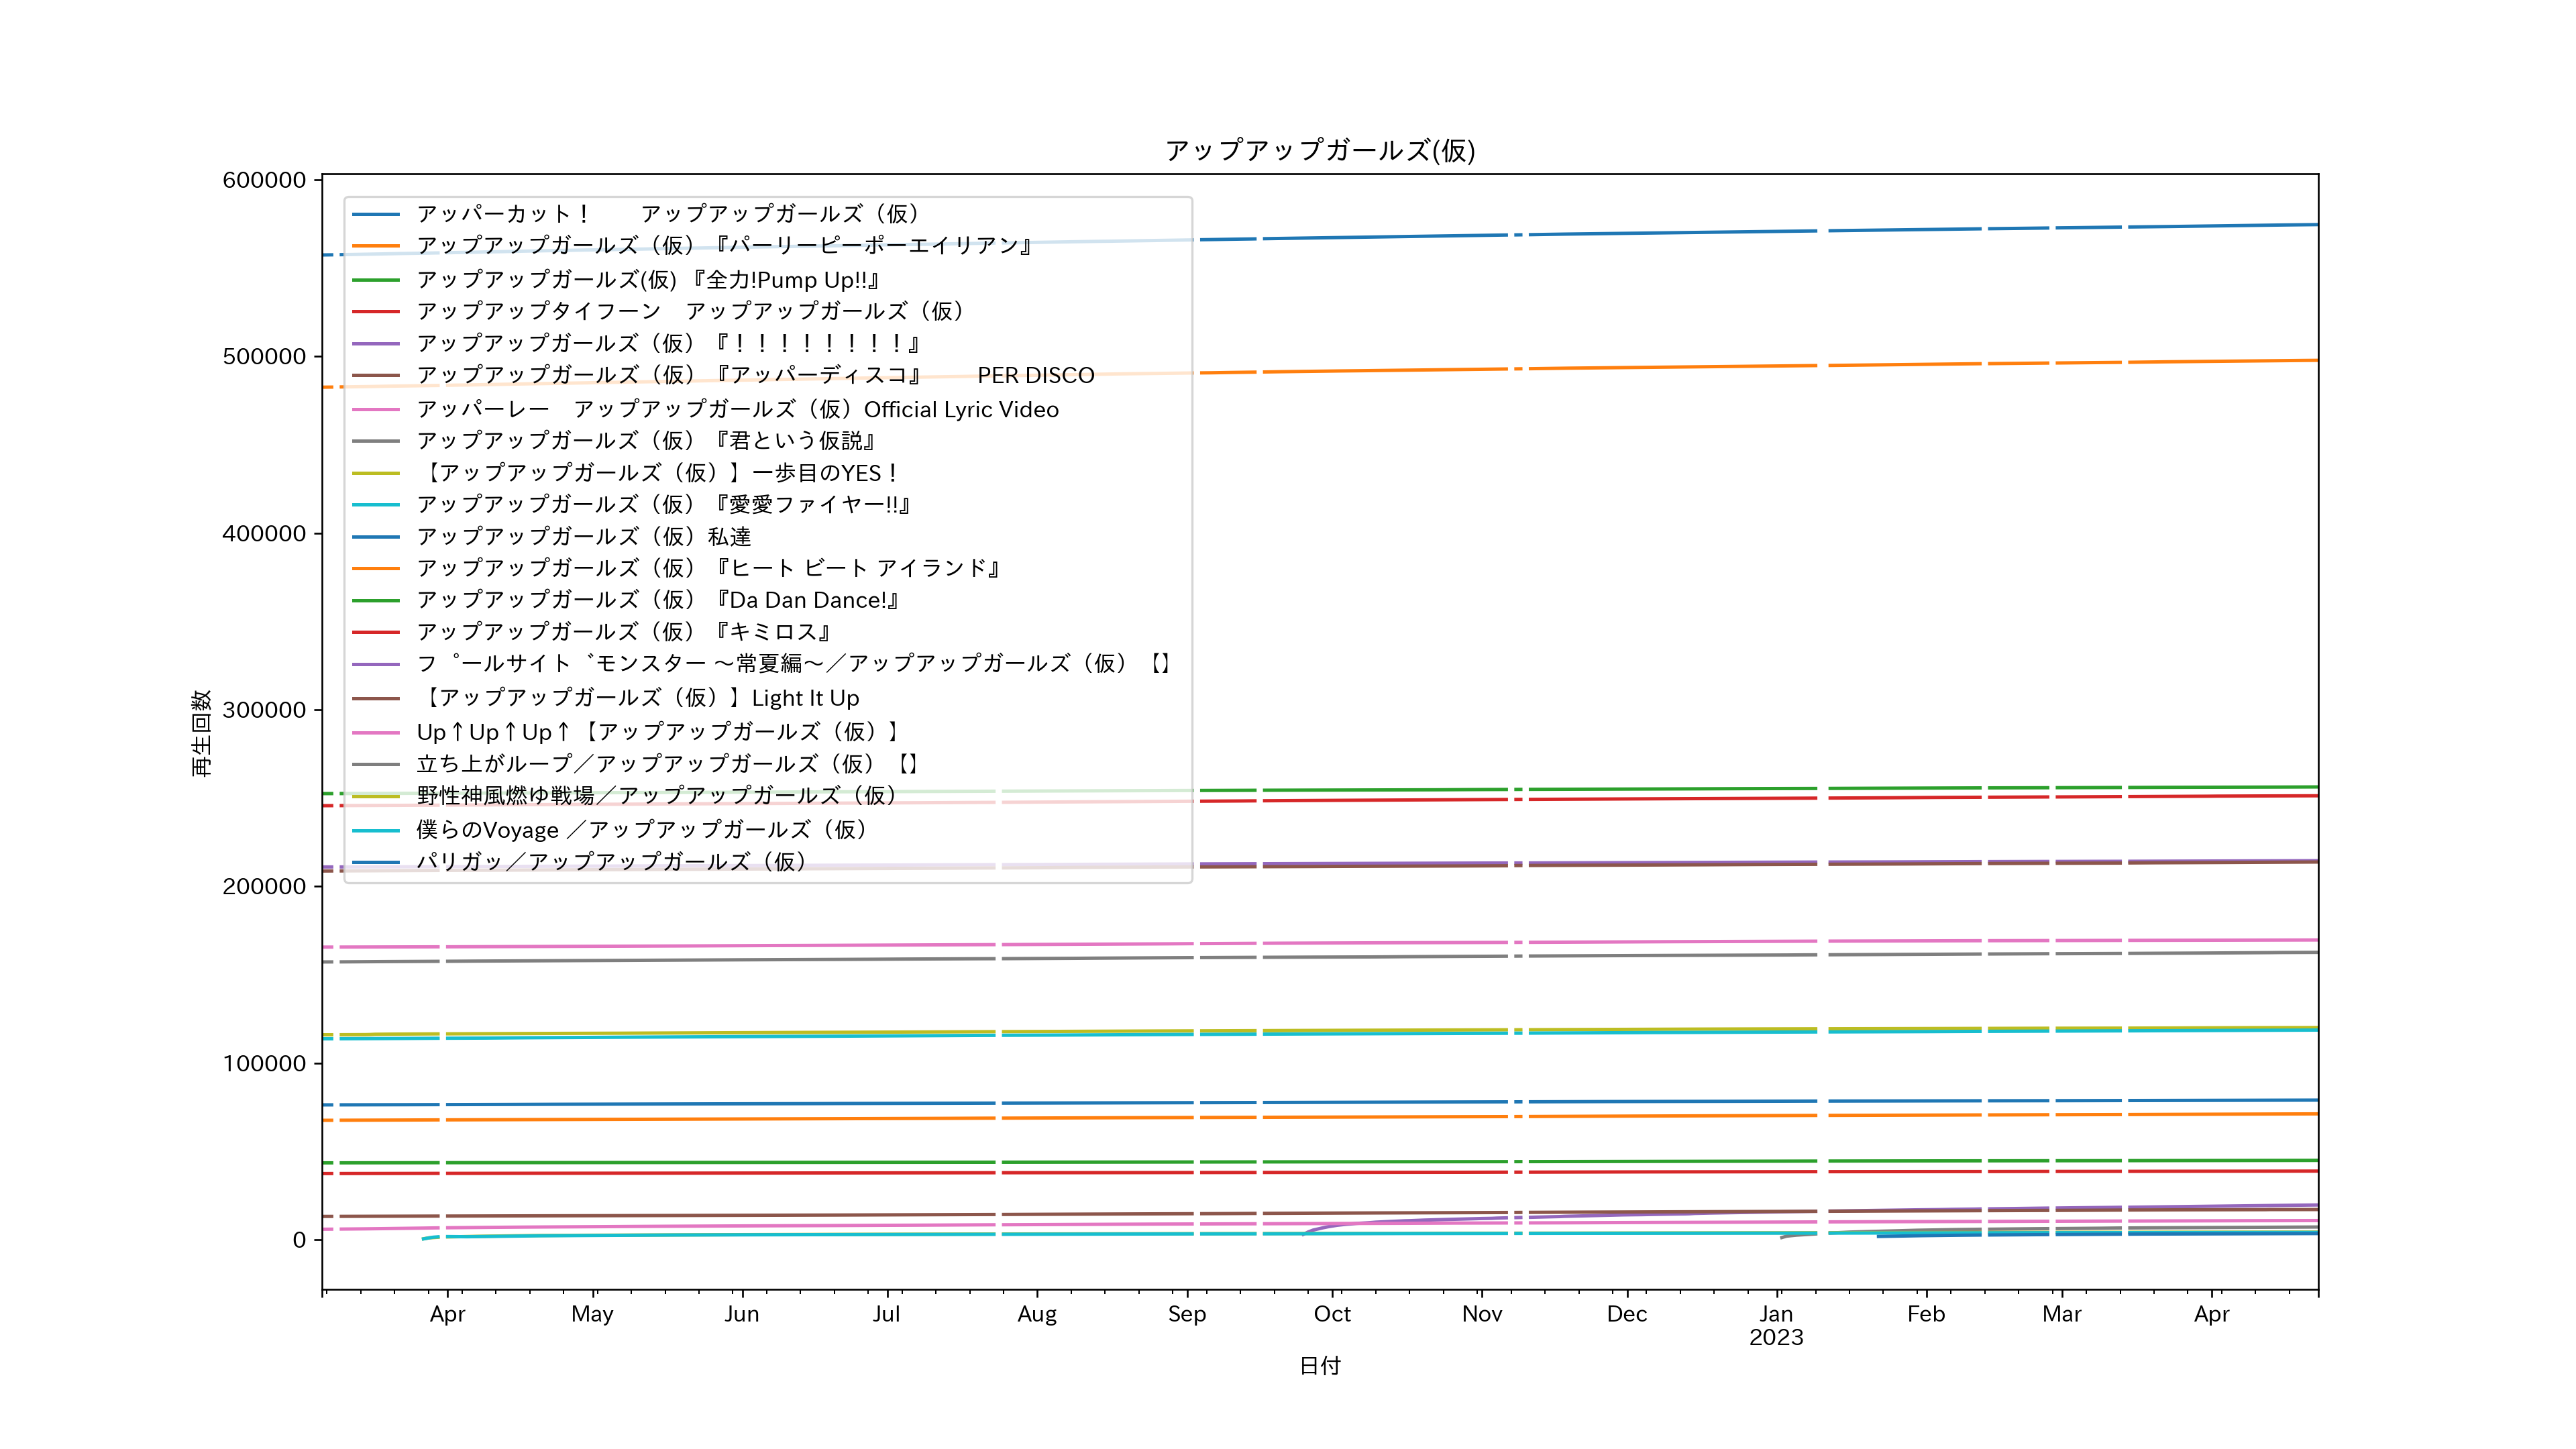 アップアップガールズ(仮)
600000
500000
400000
300000
200000
100000
0
再生回数
アッパーカット！　　アップアップガールズ（仮）
アップアップガールズ（仮）『パーリーピーポーエイリアン』
アップアップガールズ(仮) 『全力!Pump Up!!』
アップアップタイフーン　アップアップガールズ（仮）
アップアップガールズ（仮）『！！！！！！！！』
アップアップガールズ（仮）『アッパーディスコ』　　PER DISCO
アッパーレー　アップアップガールズ（仮）Official Lyric Video
アップアップガールズ（仮）『君という仮説』
【アップアップガールズ（仮）】一歩目のYES！
アップアップガールズ（仮）『愛愛ファイヤー!!』
アップアップガールズ（仮）私達
アップアップガールズ（仮）『ヒート ビート アイランド』
アップアップガールズ（仮）『Da Dan Dance!』
アップアップガールズ（仮）『キミロス』
フ゜ールサイト゛モンスター 〜常夏編〜／アップアップガールズ（仮）【】
【アップアップガールズ（仮）】Light It Up
Up↑Up↑Up↑【アップアップガールズ（仮）】
立ち上がループ／アップアップガールズ（仮）【】
野性神風燃ゆ戦場／アップアップガールズ（仮）
僕らのVoyage ／アップアップガールズ（仮）
パリガッ／アップアップガールズ（仮）
Apr May Jun Jul Aug Sep Oct Nov Dec Jan Feb Mar Apr
2023
日付